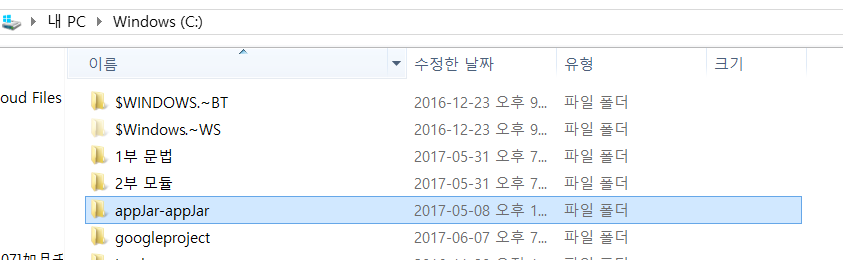 내 PC Windows (C:)
이름 수정한 날짜 유형 크기
oud Files
$WINDOWS.~BT 2016-12-23 오후 9... 파일 폴더
$Windows.~WS 2016-12-23 오후 9... 파일 폴더
1부 문법 2017-05-31 오후 7... 파일 폴더
2부 모듈 2017-05-31 오후 7... 파일 폴더
appJar-appJar 2017-05-08 오후 1... 파일 폴더
googleproject 2017-06-07 오후 7... 파일 폴더